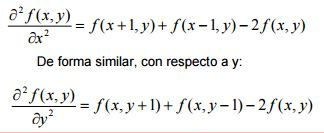 ∂²f(x,y)/∂x² = f(x+1,y)+f(x−1,y)−2f(x,y)
De forma similar, con respecto a y:
∂²f(x,y)/∂y² = f(x,y+1)+f(x,y−1)−2f(x,y)